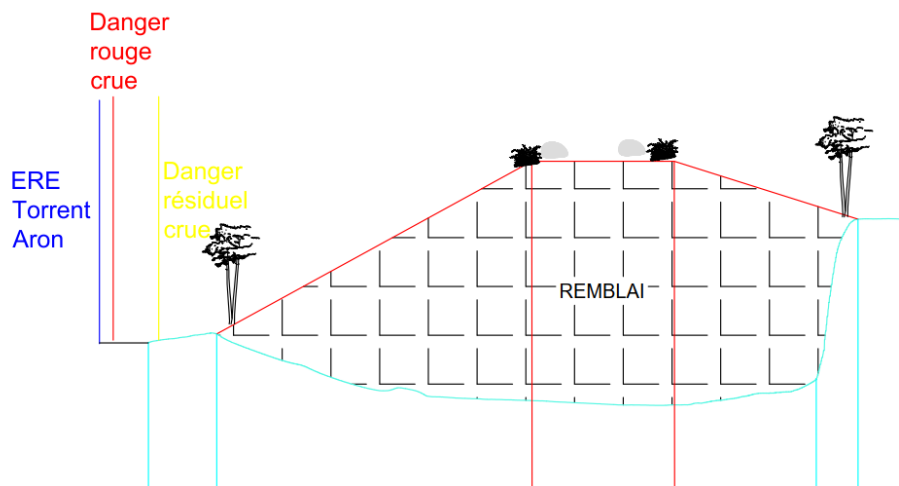 Danger
rouge
crue
ERE
Torrent
Aron
Danger
résiduel
crue
REMBLAI